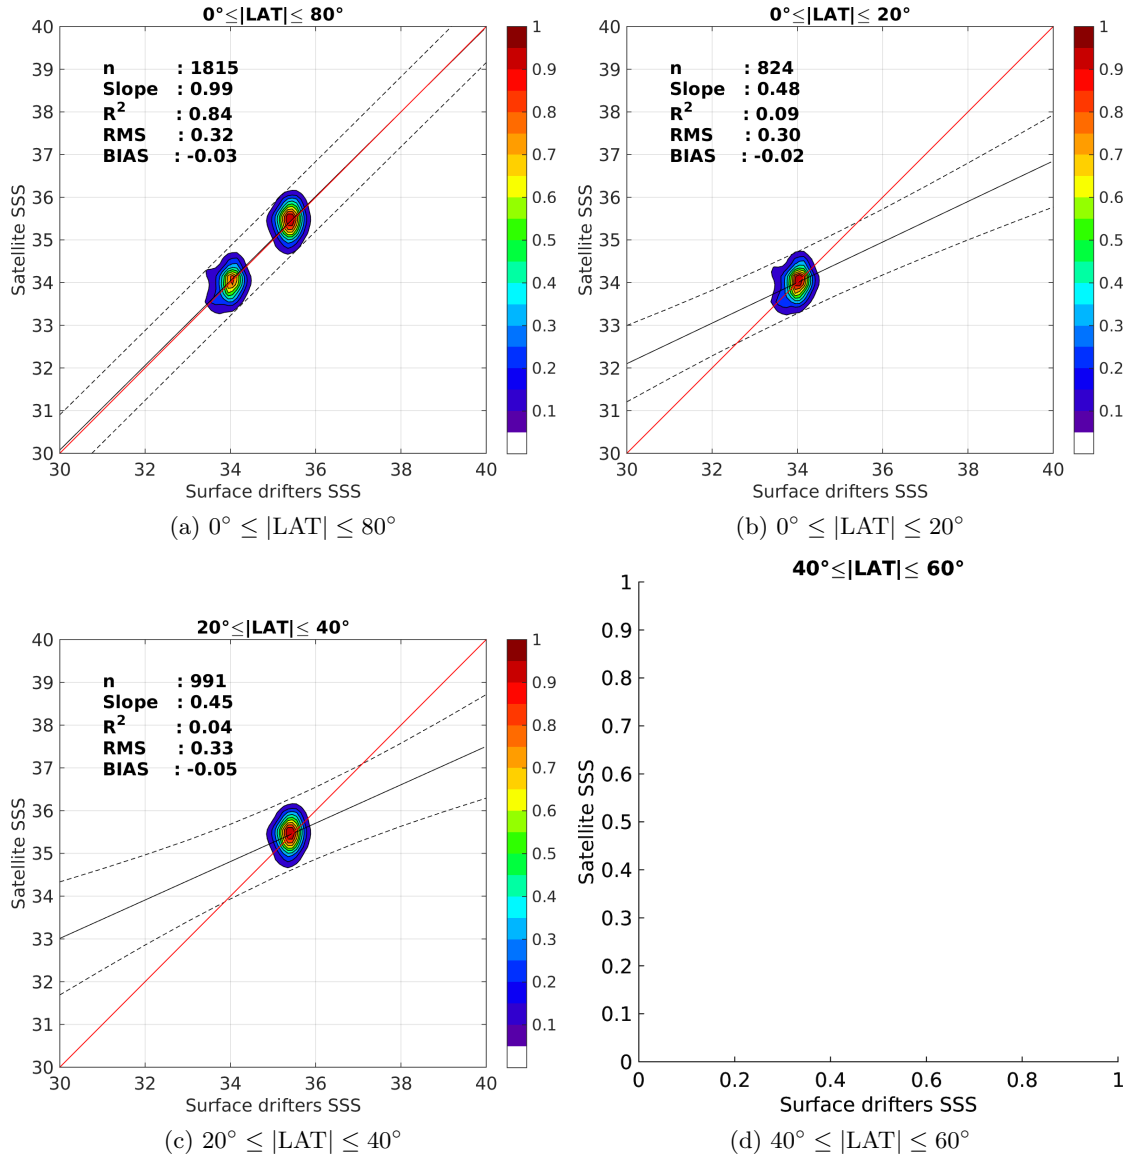 0°≤|LAT|≤ 80°
40
39
38
37
36
35
34
33
32
31
30
n : 1815
Slope : 0.99
R² : 0.84
RMS : 0.32
BIAS : -0.03
Satellite SSS
30 32 34 36 38 40
Surface drifters SSS
1
0.9
0.8
0.7
0.6
0.5
0.4
0.3
0.2
0.1
(a) 0° ≤ |LAT| ≤ 80°
0°≤|LAT|≤ 20°
40
39
38
37
36
35
34
33
32
31
30
n : 824
Slope : 0.48
R² : 0.09
RMS : 0.30
BIAS : -0.02
Satellite SSS
30 32 34 36 38 40
Surface drifters SSS
1
0.9
0.8
0.7
0.6
0.5
0.4
0.3
0.2
0.1
(b) 0° ≤ |LAT| ≤ 20°
20°≤|LAT|≤ 40°
40
39
38
37
36
35
34
33
32
31
30
n : 991
Slope : 0.45
R² : 0.04
RMS : 0.33
BIAS : -0.05
Satellite SSS
30 32 34 36 38 40
Surface drifters SSS
1
0.9
0.8
0.7
0.6
0.5
0.4
0.3
0.2
0.1
(c) 20° ≤ |LAT| ≤ 40°
40°≤|LAT|≤ 60°
1
0.9
0.8
0.7
0.6
0.5
0.4
0.3
0.2
0.1
0
Satellite SSS
0 0.2 0.4 0.6 0.8 1
Surface drifters SSS
(d) 40° ≤ |LAT| ≤ 60°